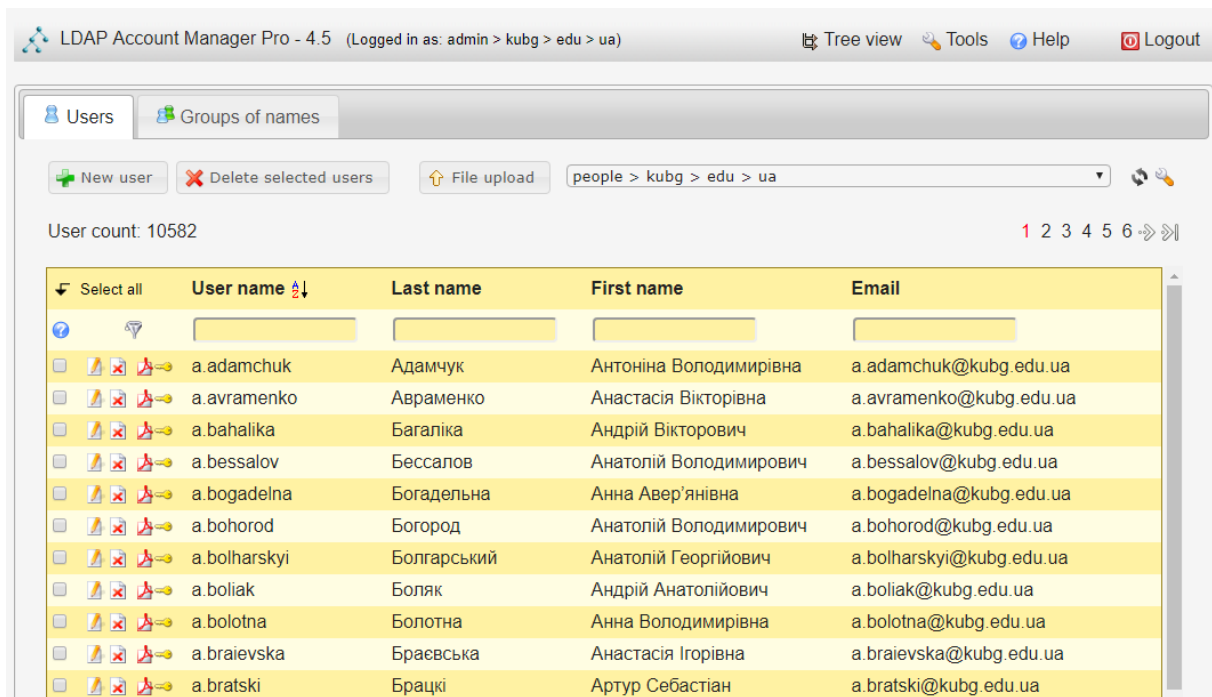 LDAP Account Manager Pro - 4.5 (Logged in as: admin > kubg > edu > ua) Tree view Tools Help Logout
Users Groups of names
New user Delete selected users File upload people > kubg > edu > ua
User count: 10582 1 2 3 4 5 6
Select all User name Last name First name Email
a.adamchuk Адамчук Антоніна Володимирівна a.adamchuk@kubg.edu.ua
a.avramenko Авраменко Анастасія Вікторівна a.avramenko@kubg.edu.ua
a.bahalika Багаліка Андрій Вікторович a.bahalika@kubg.edu.ua
a.bessalov Бессалов Анатолій Володимирович a.bessalov@kubg.edu.ua
a.bogadelna Богадельна Анна Авер'янівна a.bogadelna@kubg.edu.ua
a.bohorod Богород Анатолій Володимирович a.bohorod@kubg.edu.ua
a.bolharskyi Болгарський Анатолій Георгійович a.bolharskyi@kubg.edu.ua
a.boliak Боляк Андрій Анатолійович a.boliak@kubg.edu.ua
a.bolotna Болотна Анна Володимирівна a.bolotna@kubg.edu.ua
a.braievska Браєвська Анастасія Ігорівна a.braievska@kubg.edu.ua
a.bratski Брацкі Артур Себастіан a.bratski@kubg.edu.ua